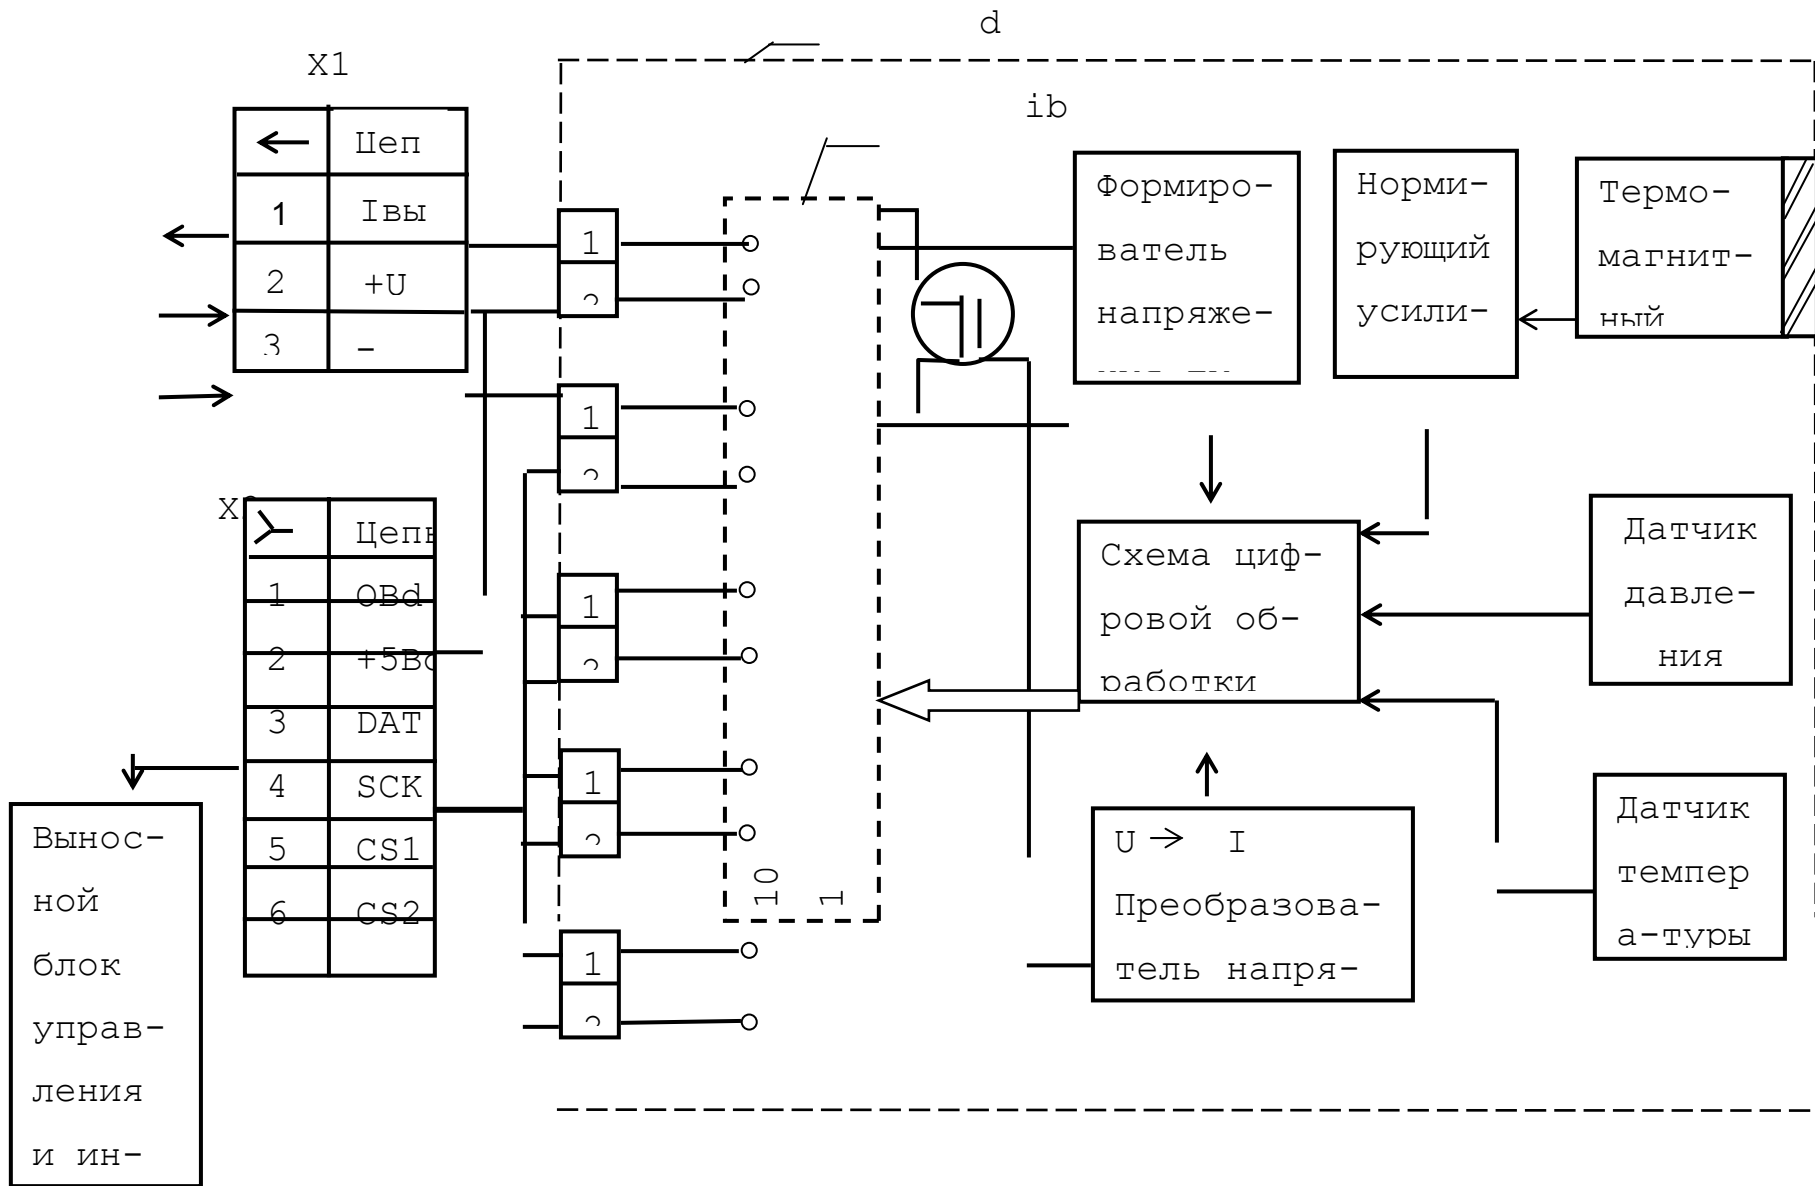 d
X1
ib
Цеп
1 Iвы
2 +U
3 -
1
1
1
1
1
Формиро-
ватель
напряже-
Норми-
рующий
усили-
Термо-
магнит-
ный
Цепь
1 0Bd
2
3 DAT
4 SCK
5 CS1
6 CS2
Вынос-
ной
блок
управ-
ления
и ин-
10
1
Схема циф-
ровой об-
работки
Датчик
давле-
ния
U → I
Преобразова-
тель напря-
Датчик
темпер
а-туры